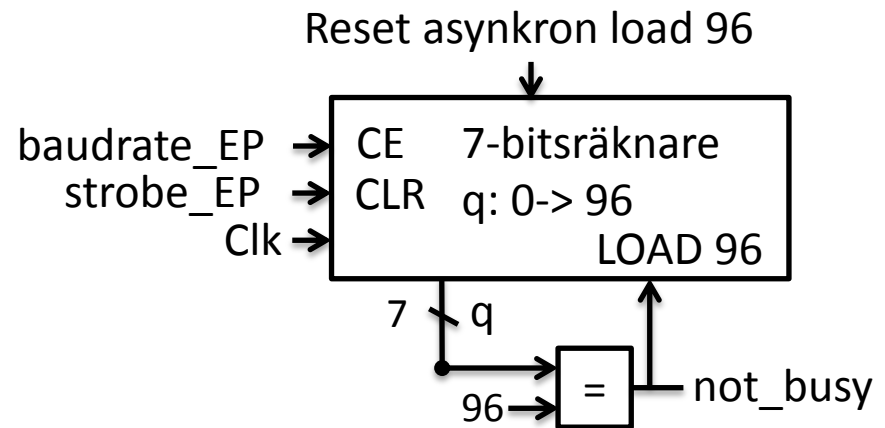 Reset asynkron load 96
baudrate_EP CE 7-bitsräknare
strobe_EP CLR q: 0-> 96
Clk LOAD 96
7 q
96 = not_busy